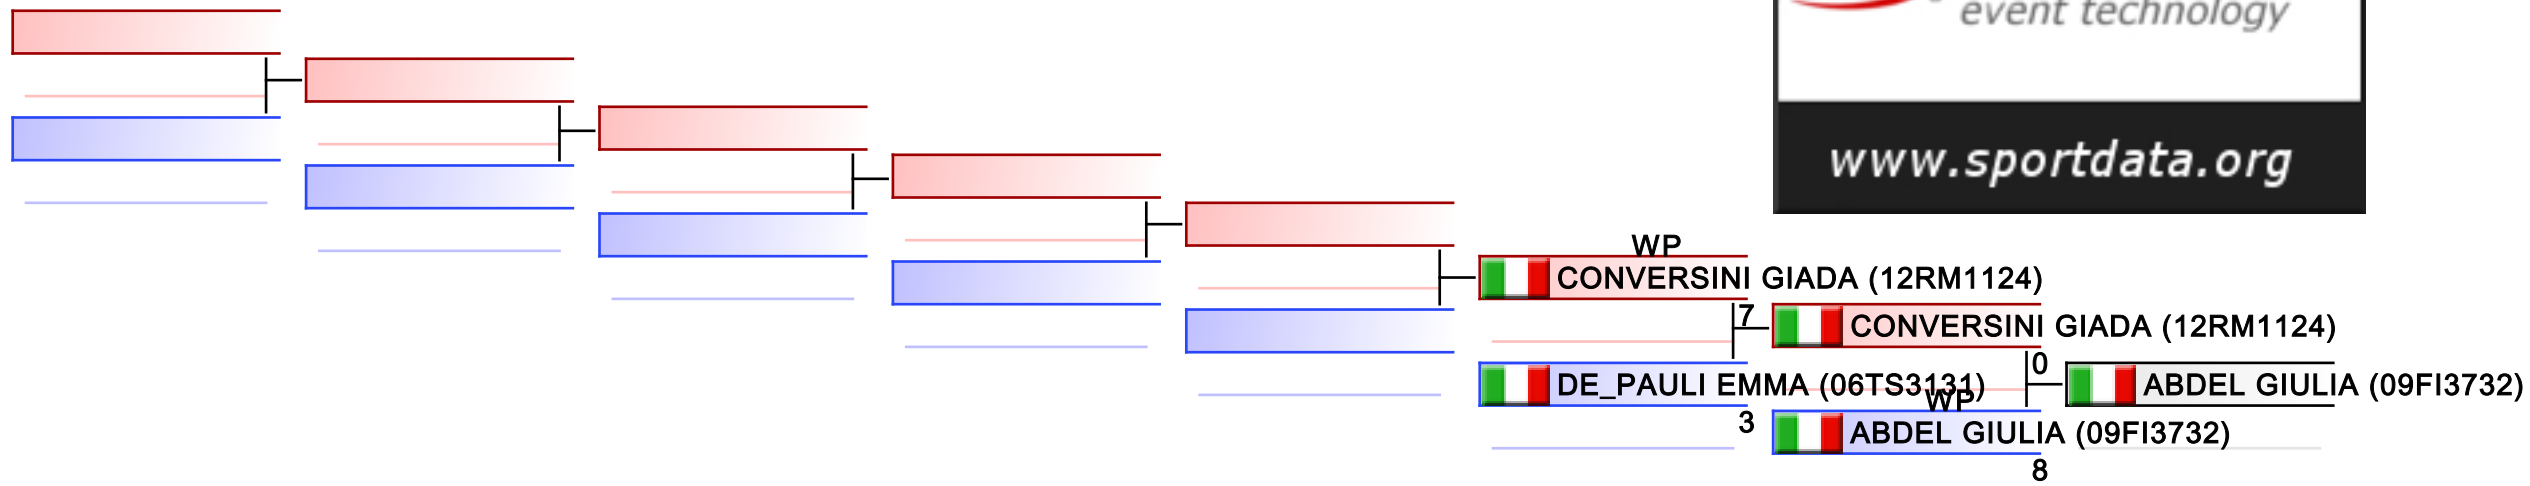 event technology
www.sportdata.org
WP
CONVERSINI GIADA (12RM1124)
7
CONVERSINI GIADA (12RM1124)
0
DE_PAULI EMMA (06TS3131)
ABDEL GIULIA (09FI3732)
WP
3
ABDEL GIULIA (09FI3732)
8